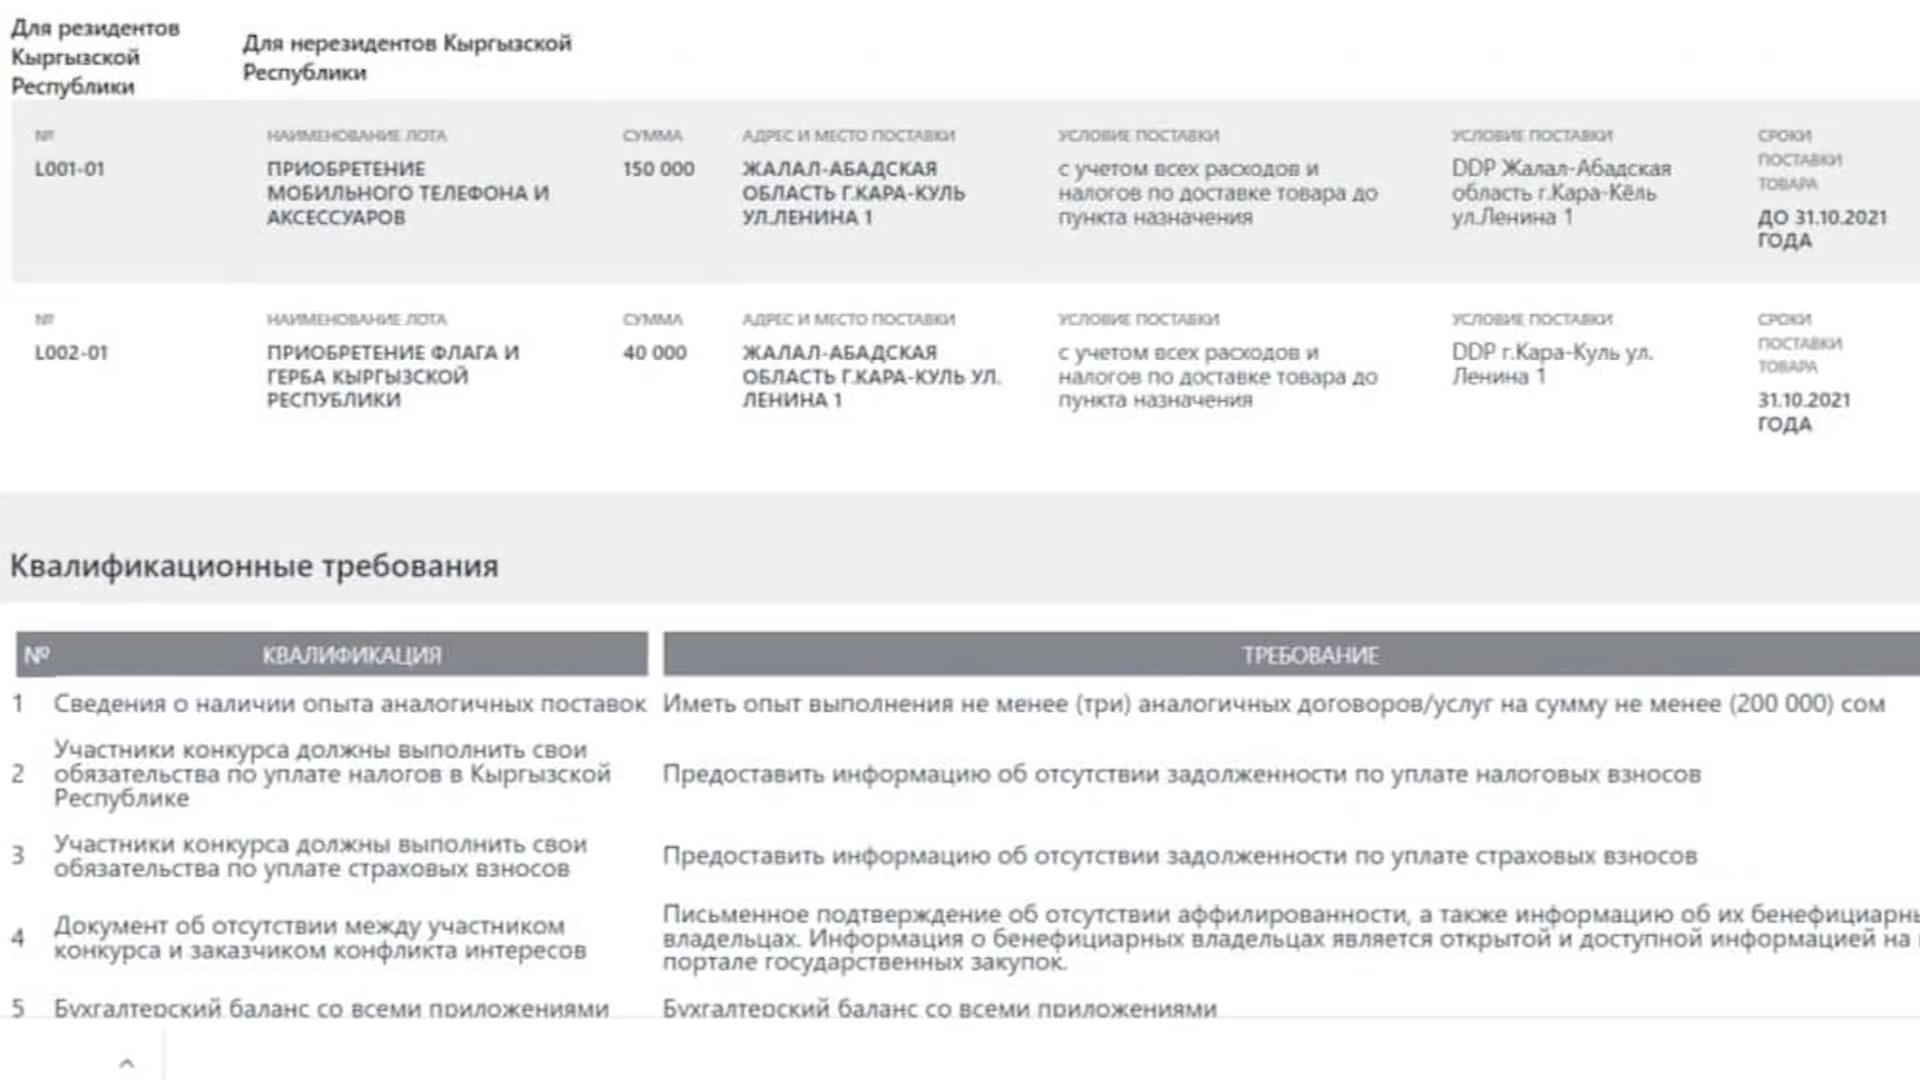 Для резидентов
Кыргызской
Республики
Для нерезидентов Кыргызской
Республики
№
L001-01
НАИМЕНОВАНИЕ ЛОТА
ПРИОБРЕТЕНИЕ
МОБИЛЬНОГО ТЕЛЕФОНА И
АКСЕССУАРОВ
СУММА
150 000
АДРЕС И МЕСТО ПОСТАВКИ
ЖАЛАЛ-АБАДСКАЯ
ОБЛАСТЬ Г.КАРА-КУЛЬ
УЛ.ЛЕНИНА 1
УСЛОВИЕ ПОСТАВКИ
с учетом всех расходов и
налогов по доставке товара до
пункта назначения
УСЛОВИЕ ПОСТАВКИ
DDP Жалал-Абадская
область г.Кара-Кёль
ул.Ленина 1
СРОКИ
ПОСТАВКИ
ТОВАРА
ДО 31.10.2021
ГОДА
№
L002-01
НАИМЕНОВАНИЕ ЛОТА
ПРИОБРЕТЕНИЕ ФЛАГА И
ГЕРБА КЫРГЫЗСКОЙ
РЕСПУБЛИКИ
СУММА
40 000
АДРЕС И МЕСТО ПОСТАВКИ
ЖАЛАЛ-АБАДСКАЯ
ОБЛАСТЬ Г.КАРА-КУЛЬ УЛ.
ЛЕНИНА 1
УСЛОВИЕ ПОСТАВКИ
с учетом всех расходов и
налогов по доставке товара до
пункта назначения
УСЛОВИЕ ПОСТАВКИ
DDP г.Кара-Куль ул.
Ленина 1
СРОКИ
ПОСТАВКИ
ТОВАРА
31.10.2021
ГОДА
Квалификационные требования
№ КВАЛИФИКАЦИЯ ТРЕБОВАНИЕ
1 Сведения о наличии опыта аналогичных поставок Иметь опыт выполнения не менее (три) аналогичных договоров/услуг на сумму не менее (200 000) сом
2 Участники конкурса должны выполнить свои
обязательства по уплате налогов в Кыргызской
Республике
Предоставить информацию об отсутствии задолженности по уплате налоговых взносов
3 Участники конкурса должны выполнить свои
обязательства по уплате страховых взносов
Предоставить информацию об отсутствии задолженности по уплате страховых взносов
4 Документ об отсутствии между участником
конкурса и заказчиком конфликта интересов
Письменное подтверждение об отсутствии аффилированности, а также информацию об их
владельцах. Информация о бенефициарных владельцах является открытой и доступной информацией на
портале государственных закупок.
5 Бухгалтерский баланс со всеми приложениями Бухгалтерский баланс со всеми приложениями